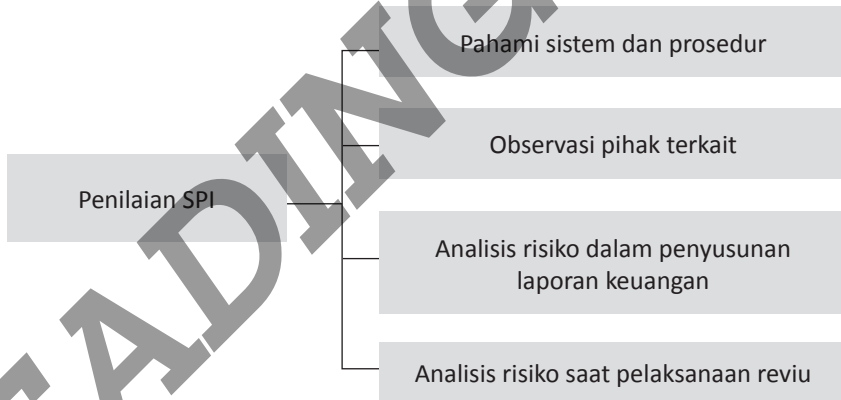 Penilaian SPI
Pahami sistem dan prosedur
Observasi pihak terkait
Analisis risiko dalam penyusunan
laporan keuangan
Analisis risiko saat pelaksanaan reviu